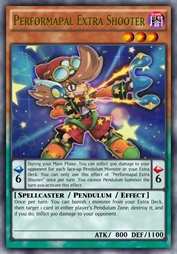 PERFORMAPAL EXTRA SHOOTER
During your Main Phase: You can inflict 300 damage to your
opponent for each face-up Pendulum Monster in your Extra
Deck. You can only use this effect of "Performapal Extra
Shooter" once per turn. You cannot Pendulum Summon the
turn you activate this effect.
6
6
[ SPELLCASTER / PENDULUM / EFFECT ]
Once per turn: You can banish 1 monster from your Extra Deck,
then target 1 card in either player's Pendulum Zone; destroy it, and
if you do, inflict 300 damage to your opponent.
ATK/ 800 DEF/1100